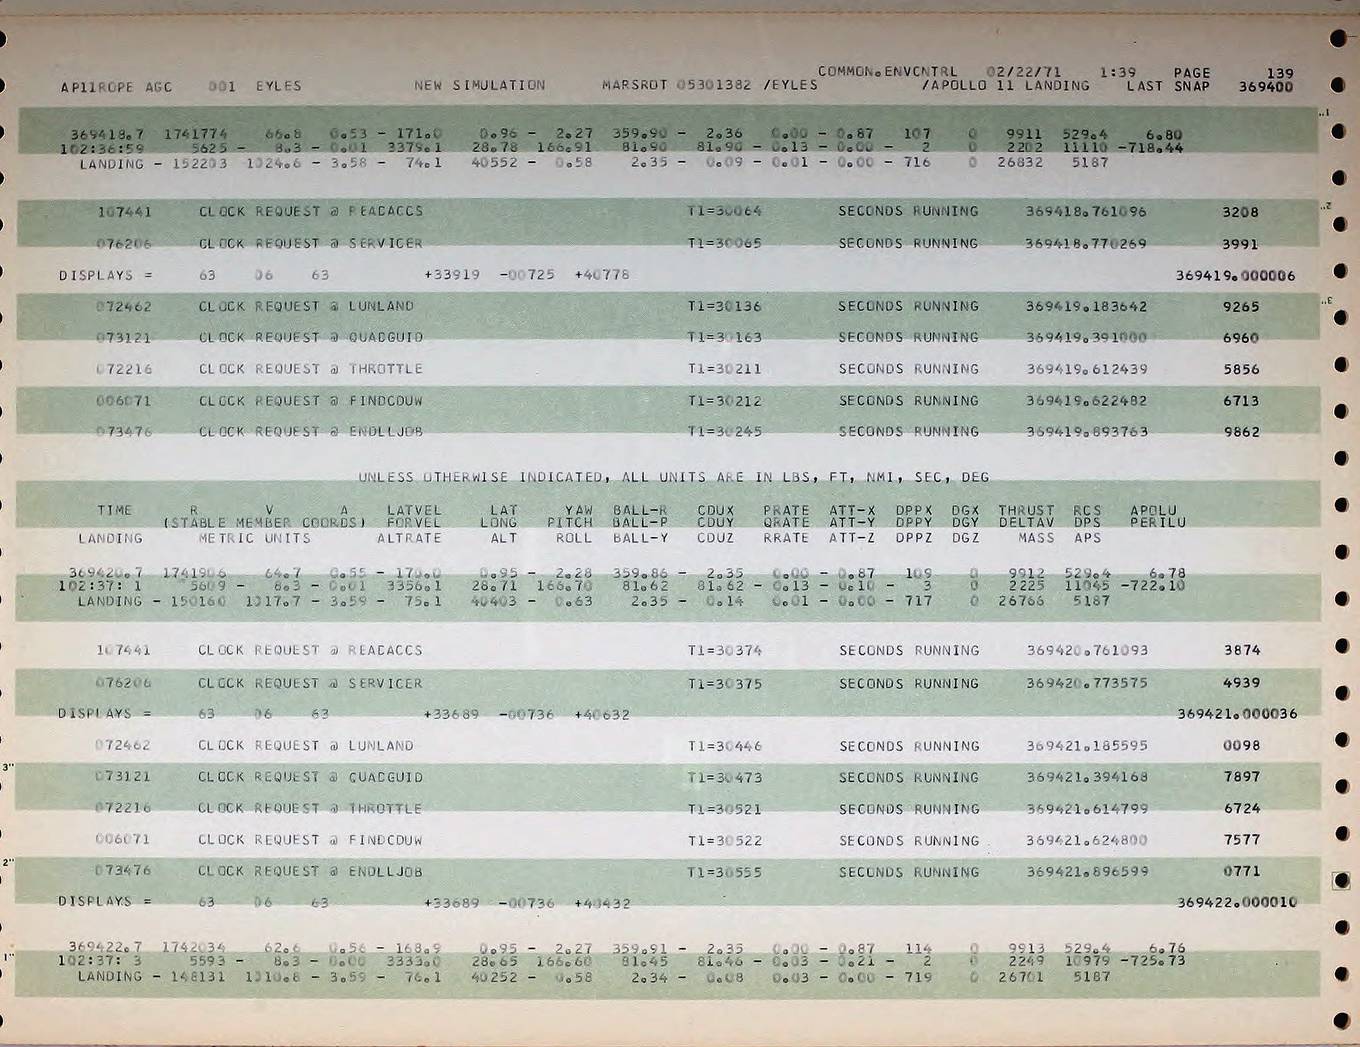 COMMON.ENVCNTRL 02/22/71 1:39 PAGE 139
AP11ROPE AGC 001 EYLES NEW SIMULATION MARSROT 05301382 /EYLES /APOLLO 11 LANDING LAST SNAP 369400
369418.7 1741774 66.8 0.53 - 171.0 0.96 - 2.27 359.90 - 2.36 0.00 - 0.87 107 0 9911 529.4 6.80
102:36:59 5625 - 8.3 - 0.01 3379.1 28.78 166.91 81.90 81.90 - 0.13 - 0.00 - 2 0 2202 11110 -718.44
LANDING - 152203 1024.6 - 3.58 - 74.1 40552 - 0.58 2.35 - 0.09 - 0.01 - 0.00 - 716 0 26832 5187
107441 CLOCK REQUEST @ READACCS T1=30064 SECONDS RUNNING 369418.761096 3208
076206 CLOCK REQUEST @ SERVICER T1=30065 SECONDS RUNNING 369418.770269 3991
DISPLAYS = 63 06 63 +33919 -00725 +40778 369419.000006
072462 CLOCK REQUEST @ LUNLAND T1=30136 SECONDS RUNNING 369419.183642 9265
073121 CLOCK REQUEST @ QUADGUID T1=30163 SECONDS RUNNING 369419.391000 6960
072216 CLOCK REQUEST @ THROTTLE T1=30211 SECONDS RUNNING 369419.612439 5856
006071 CLOCK REQUEST @ FINDCDUW T1=30212 SECONDS RUNNING 369419.622482 6713
073476 CLOCK REQUEST @ ENDLLJOB T1=30245 SECONDS RUNNING 369419.893763 9862
UNLESS OTHERWISE INDICATED, ALL UNITS ARE IN LBS, FT, NMI, SEC, DEG
TIME R V A LATVEL LAT YAW BALL-R CDUX PRATE ATT-X DPPX DGX THRUST RCS APOLU
(STABLE MEMBER COORDS) FORVEL LONG PITCH BALL-P CDUY QRATE ATT-Y DPPY DGY DELTAV DPS PERILU
LANDING METRIC UNITS ALTRATE ALT ROLL BALL-Y CDUZ RRATE ATT-Z DPPZ DGZ MASS APS
369420.7 1741906 64.7 0.55 - 170.0 0.95 - 2.28 359.86 - 2.35 0.00 - 0.87 109 0 9912 529.4 6.78
102:37: 1 5609 - 8.3 - 0.01 3356.1 28.71 166.70 81.62 81.62 - 0.13 - 0.10 - 3 0 2225 11045 -722.10
LANDING - 150160 1017.7 - 3.59 - 75.1 40403 - 0.63 2.35 - 0.14 0.01 - 0.00 - 717 0 26766 5187
107441 CLOCK REQUEST @ READACCS T1=30374 SECONDS RUNNING 369420.761093 3874
076206 CLOCK REQUEST @ SERVICER T1=30375 SECONDS RUNNING 369420.773575 4939
DISPLAYS = 63 06 63 +33689 -00736 +40632 369421.000036
072462 CLOCK REQUEST @ LUNLAND T1=30446 SECONDS RUNNING 369421.185595 0098
073121 CLOCK REQUEST @ QUADGUID T1=30473 SECONDS RUNNING 369421.394168 7897
072216 CLOCK REQUEST @ THROTTLE T1=30521 SECONDS RUNNING 369421.614799 6724
006071 CLOCK REQUEST @ FINDCDUW T1=30522 SECONDS RUNNING 369421.624800 7577
073476 CLOCK REQUEST @ ENDLLJOB T1=30555 SECONDS RUNNING 369421.896599 0771
DISPLAYS = 63 06 63 +33689 -00736 +40432 369422.000010
369422.7 1742034 62.6 0.56 - 168.9 0.95 - 2.27 359.91 - 2.35 0.00 - 0.87 114 0 9913 529.4 6.76
102:37: 3 5593 - 8.3 - 0.00 3333.0 28.65 166.60 81.45 81.46 - 0.03 - 0.21 - 2 0 2249 10979 -725.73
LANDING - 148131 1010.8 - 3.59 - 76.1 40252 - 0.58 2.34 - 0.08 0.03 - 0.00 - 719 0 26701 5187
1"
2"
3"
3"
2"
1"